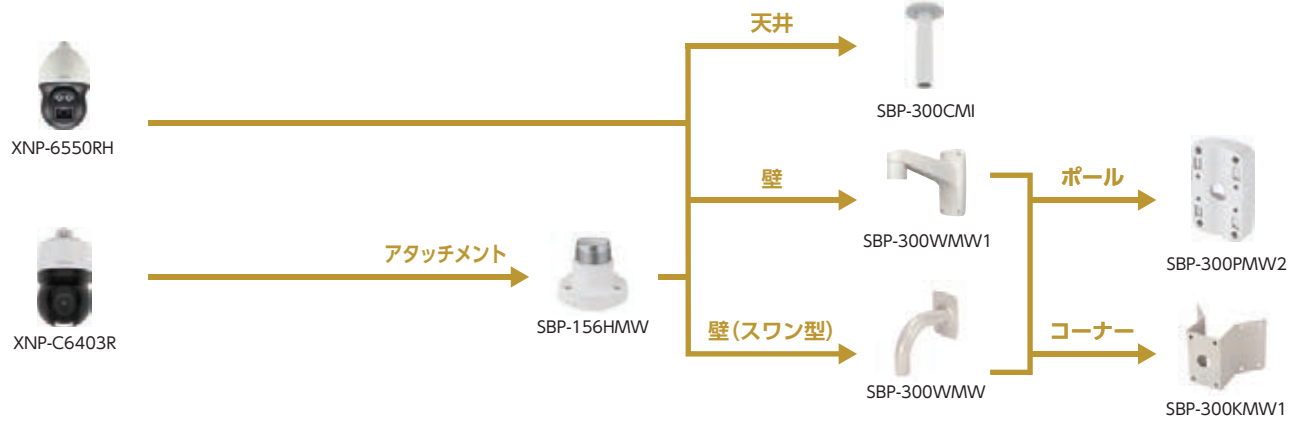 天井
XNP-6550RH
SBP-300CMI
壁
ポール
SBP-300WMW1
SBP-300PMW2
アタッチメント
XNP-C6403R
SBP-156HMW
壁(スワン型)
コーナー
SBP-300WMW
SBP-300KMW1